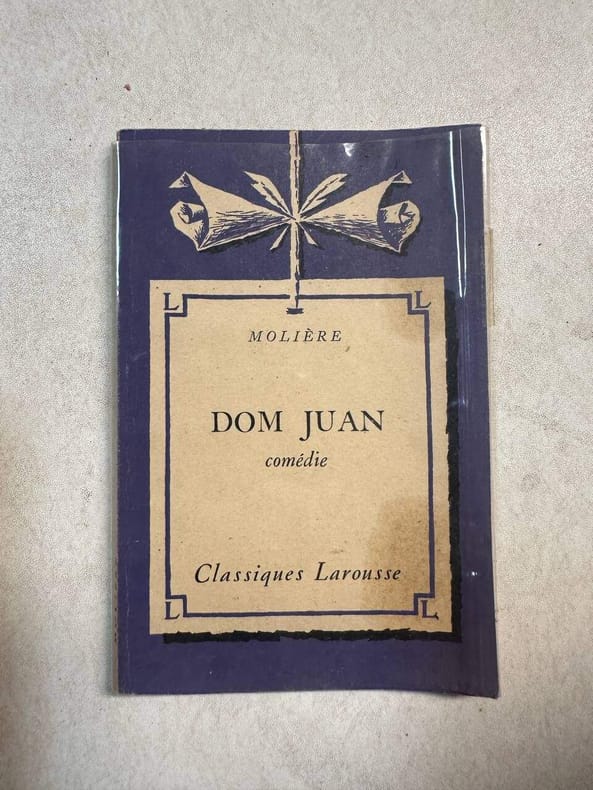 L L
MOLIÈRE
DOM JUAN
comédie
Classiques Larousse
L L